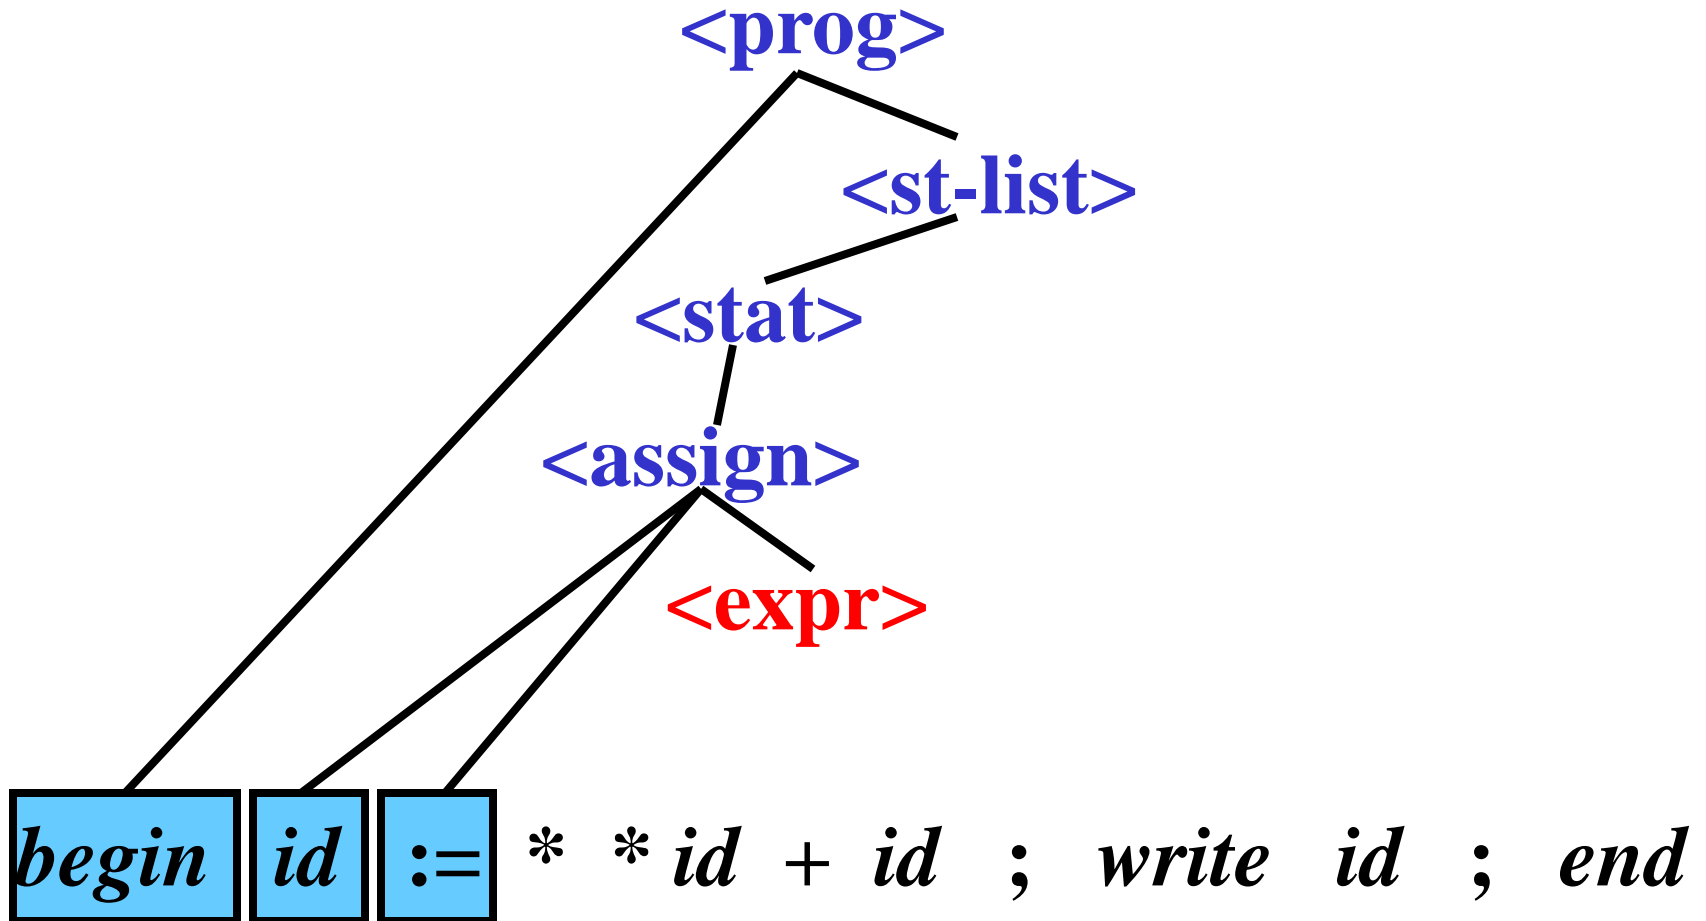 <prog>
<st-list>
<stat>
<assign>
<expr>
begin id := * * id + id ; write id ; end